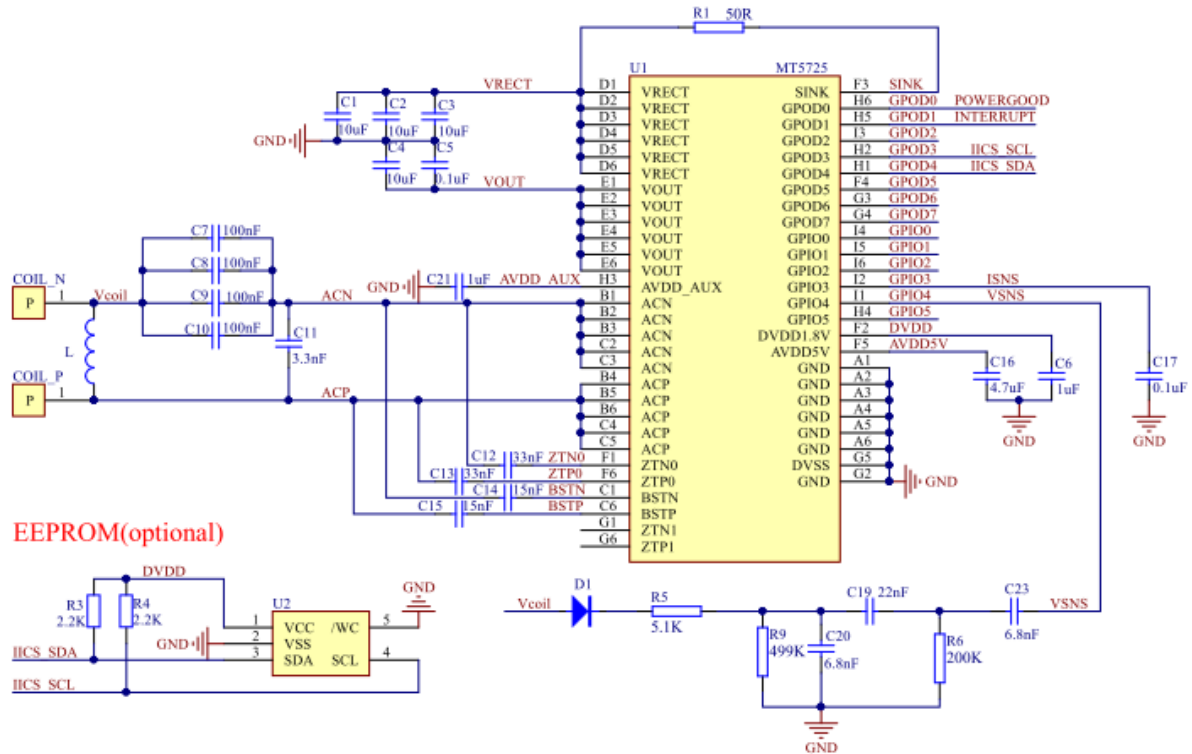 R1 50R
U1 MT5725
VRECT D1 VRECT SINK F3 SINK
D2 VRECT GPOD0 H6 GPOD0 POWERGOOD
C1 C2 C3 D3 VRECT GPOD1 H5 GPOD1 INTERRUPT
10uF 10uF 10uF D4 VRECT GPOD2 I3 GPOD2
GND C4 C5 D5 VRECT GPOD3 H2 GPOD3 IICS_SCL
10uF 0.1uF D6 VRECT GPOD4 H1 GPOD4 IICS_SDA
VOUT E1 VOUT GPOD5 F4 GPOD5
E2 VOUT GPOD6 G3 GPOD6
E3 VOUT GPOD7 G4 GPOD7
C7 100nF E4 VOUT GPIO0 I4 GPIO0
E5 VOUT GPIO1 I5 GPIO1
C8 100nF E6 VOUT GPIO2 I6 GPIO2
COIL_N GND C21 1uF AVDD_AUX H3 AVDD_AUX GPIO3 I2 GPIO3 ISNS
P 1 Vcoil C9 100nF ACN B1 ACN GPIO4 I1 GPIO4 VSNS
B2 ACN GPIO5 H4 GPIO5
C10 100nF C11 B3 ACN DVDD1.8V F2 DVDD
L 3.3nF C2 ACN AVDD5V F5 AVDD5V
C3 ACN GND A1 C16 C6 C17
COIL_P B4 ACP GND A2 4.7uF 1uF 0.1uF
P 1 ACP B5 ACP GND A3
B6 ACP GND A4 GND GND
C4 ACP GND A5
C5 ACP GND A6
C12 33nF ZTN0 F1 ZTN0 DVSS G5
C13 33nF ZTP0 F6 ZTP0 GND G2 GND
C14 15nF BSTN C1 BSTN
C15 15nF BSTP C6 BSTP
G1 ZTN1
G6 ZTP1
EEPROM(optional)
DVDD GND
R3 R4 U2
2.2K 2.2K 1 VCC /WC 5
GND 2 VSS
IICS_SDA 3 SDA SCL 4
IICS_SCL
Vcoil D1 R5 C19 22nF C23 VSNS
5.1K 6.8nF
R9 C20 R6
499K 6.8nF 200K
GND